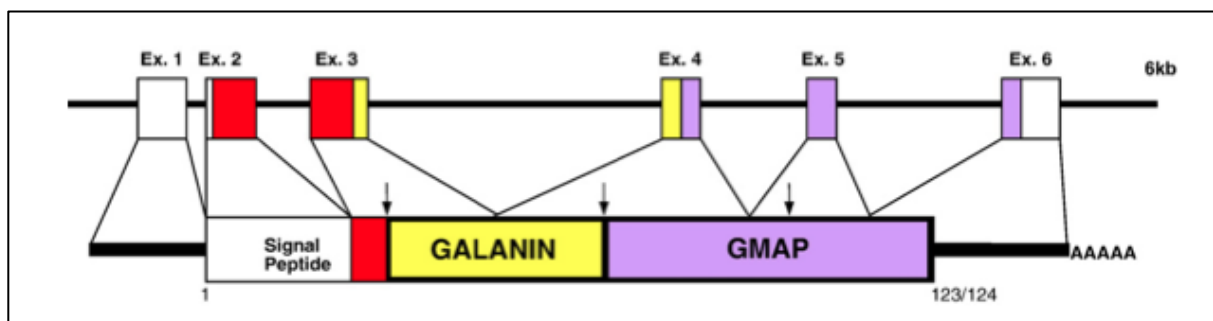 Ex. 1 Ex. 2 Ex. 3 Ex. 4 Ex. 5 Ex. 6
6kb
Signal
Peptide
GALANIN GMAP
AAAAA
1 123/124